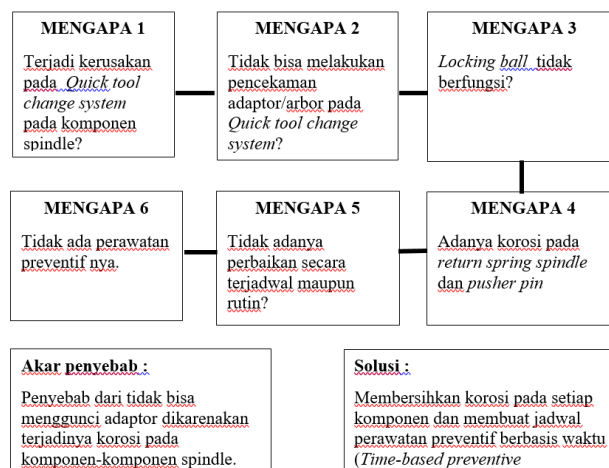 MENGAPA 1
Terjadi kerusakan
pada Quick tool
change system
pada komponen
spindle?
MENGAPA 2
Tidak bisa melakukan
pencekaman
adaptor/arbor pada
Quick tool change
system?
MENGAPA 3
Locking ball tidak
berfungsi?
MENGAPA 6
Tidak ada perawatan
preventif nya.
MENGAPA 5
Tidak adanya
perbaikan secara
terjadwal maupun
rutin?
MENGAPA 4
Adanya korosi pada
return spring spindle
dan pusher pin
Akar penyebab :
Penyebab dari tidak bisa
menggunci adaptor dikarenakan
terjadinya korosi pada
komponen-komponen spindle.
Solusi :
Membersihkan korosi pada setiap
komponen dan membuat jadwal
perawatan preventif berbasis waktu
(Time-based preventive